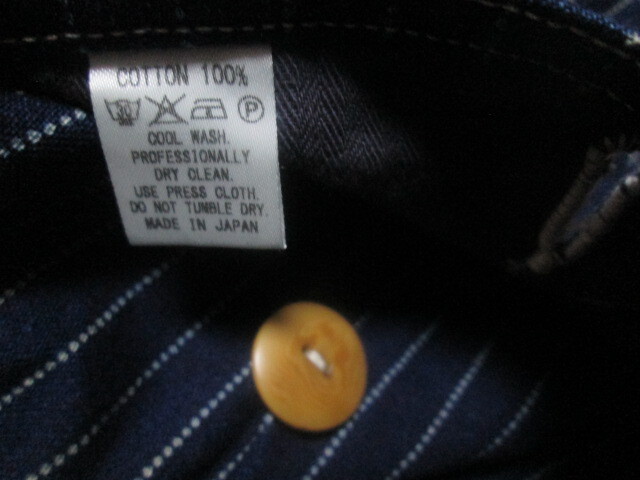 COTTON 100%
P
COOL WASH.
PROFESSIONALLY
DRY CLEAN.
USE PRESS CLOTH.
DO NOT TUMBLE DRY.
MADE IN JAPAN